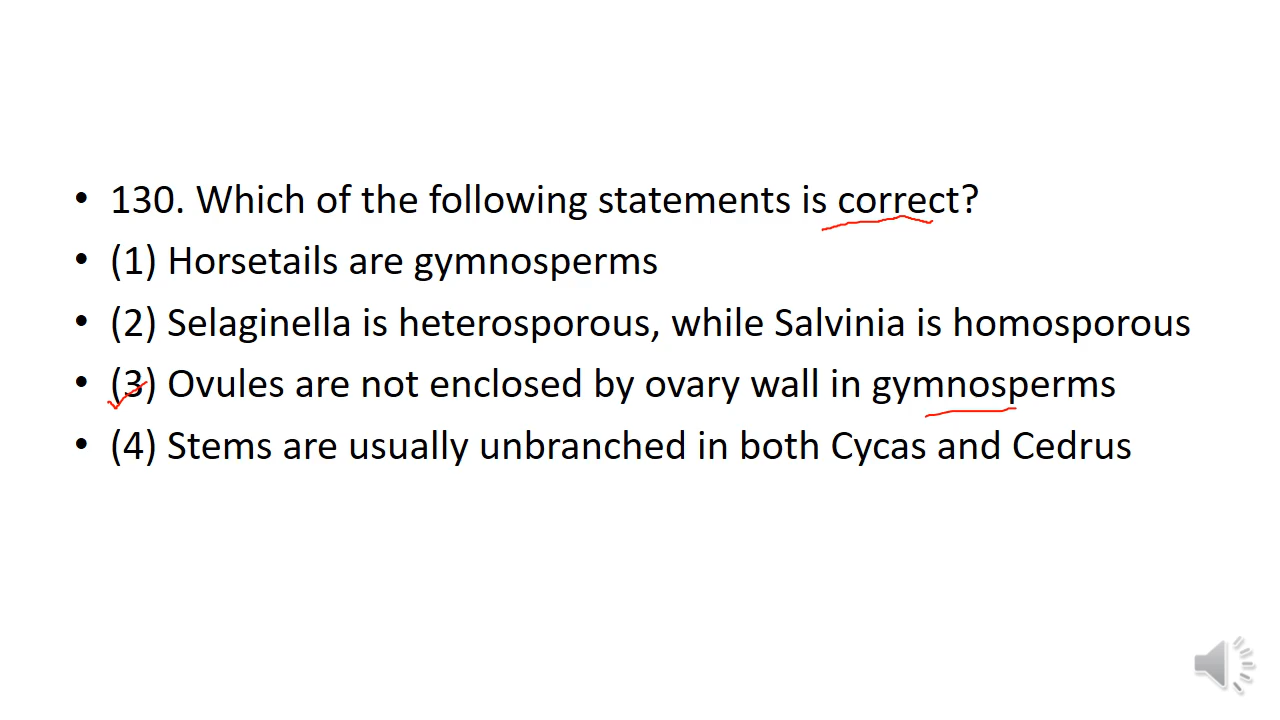 • 130. Which of the following statements is correct?
• (1) Horsetails are gymnosperms
• (2) Selaginella is heterosporous, while Salvinia is homosporous
• (3) Ovules are not enclosed by ovary wall in gymnosperms
• (4) Stems are usually unbranched in both Cycas and Cedrus